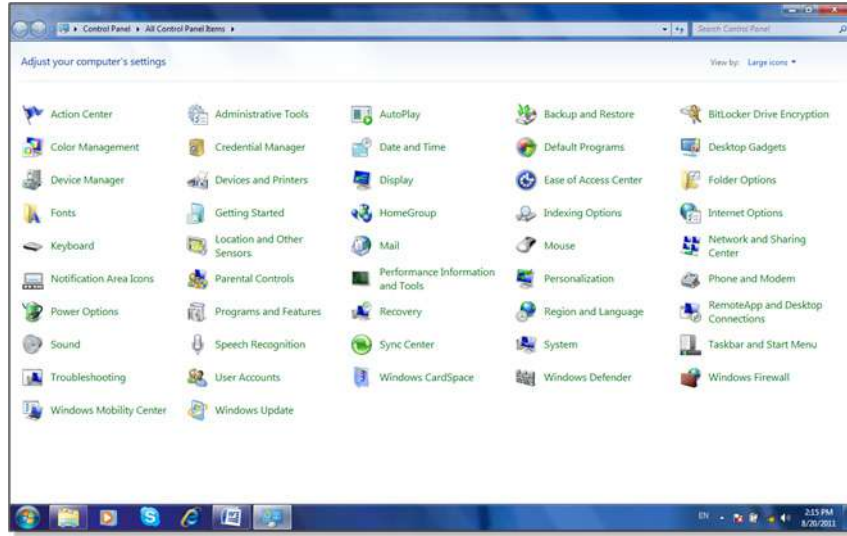 Control Panel All Control Panel Items
Search Control Panel
Adjust your computer's settings
View by: Large icons
Action Center
Administrative Tools
AutoPlay
Backup and Restore
BitLocker Drive Encryption
Color Management
Credential Manager
Date and Time
Default Programs
Desktop Gadgets
Device Manager
Devices and Printers
Display
Ease of Access Center
Folder Options
Fonts
Getting Started
HomeGroup
Indexing Options
Internet Options
Keyboard
Location and Other
Sensors
Mail
Mouse
Network and Sharing
Center
Notification Area Icons
Parental Controls
Performance Information
and Tools
Personalization
Phone and Modem
Power Options
Programs and Features
Recovery
Region and Language
RemoteApp and Desktop
Connections
Sound
Speech Recognition
Sync Center
System
Taskbar and Start Menu
Troubleshooting
User Accounts
Windows CardSpace
Windows Defender
Windows Firewall
Windows Mobility Center
Windows Update
EN
2:15 PM
8/20/2011